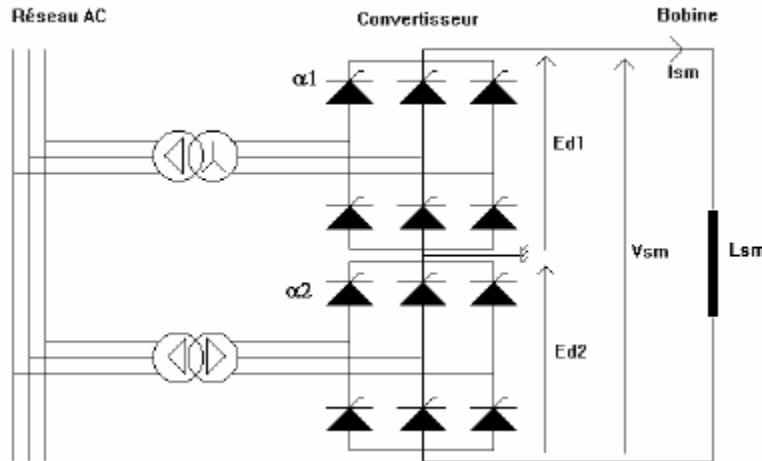 Réseau AC
Convertisseur
Bobine
α1
Ism
Ed1
Vsm
Lsm
α2
Ed2